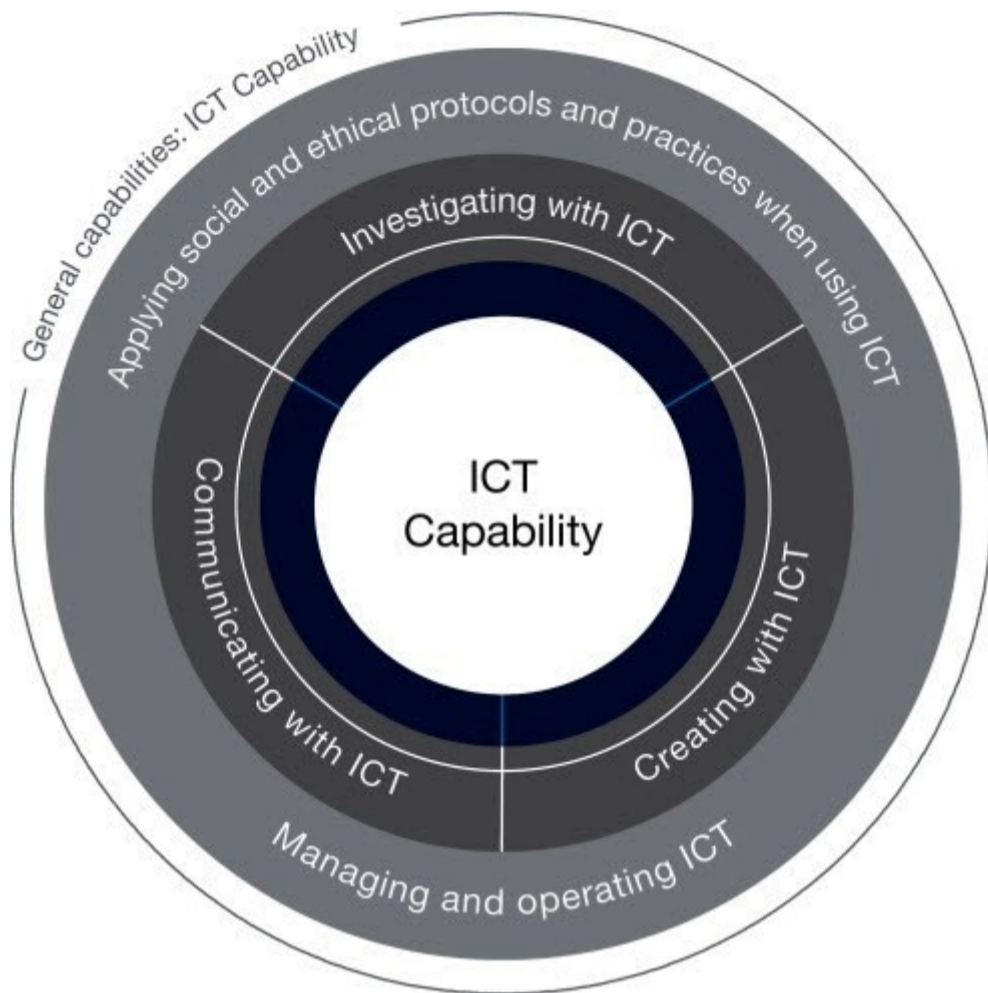 General capabilities: ICT Capability
Applying social and ethical protocols and practices when using ICT
Investigating with ICT
ICT
Capability
Communicating with ICT
Creating with ICT
Managing and operating ICT